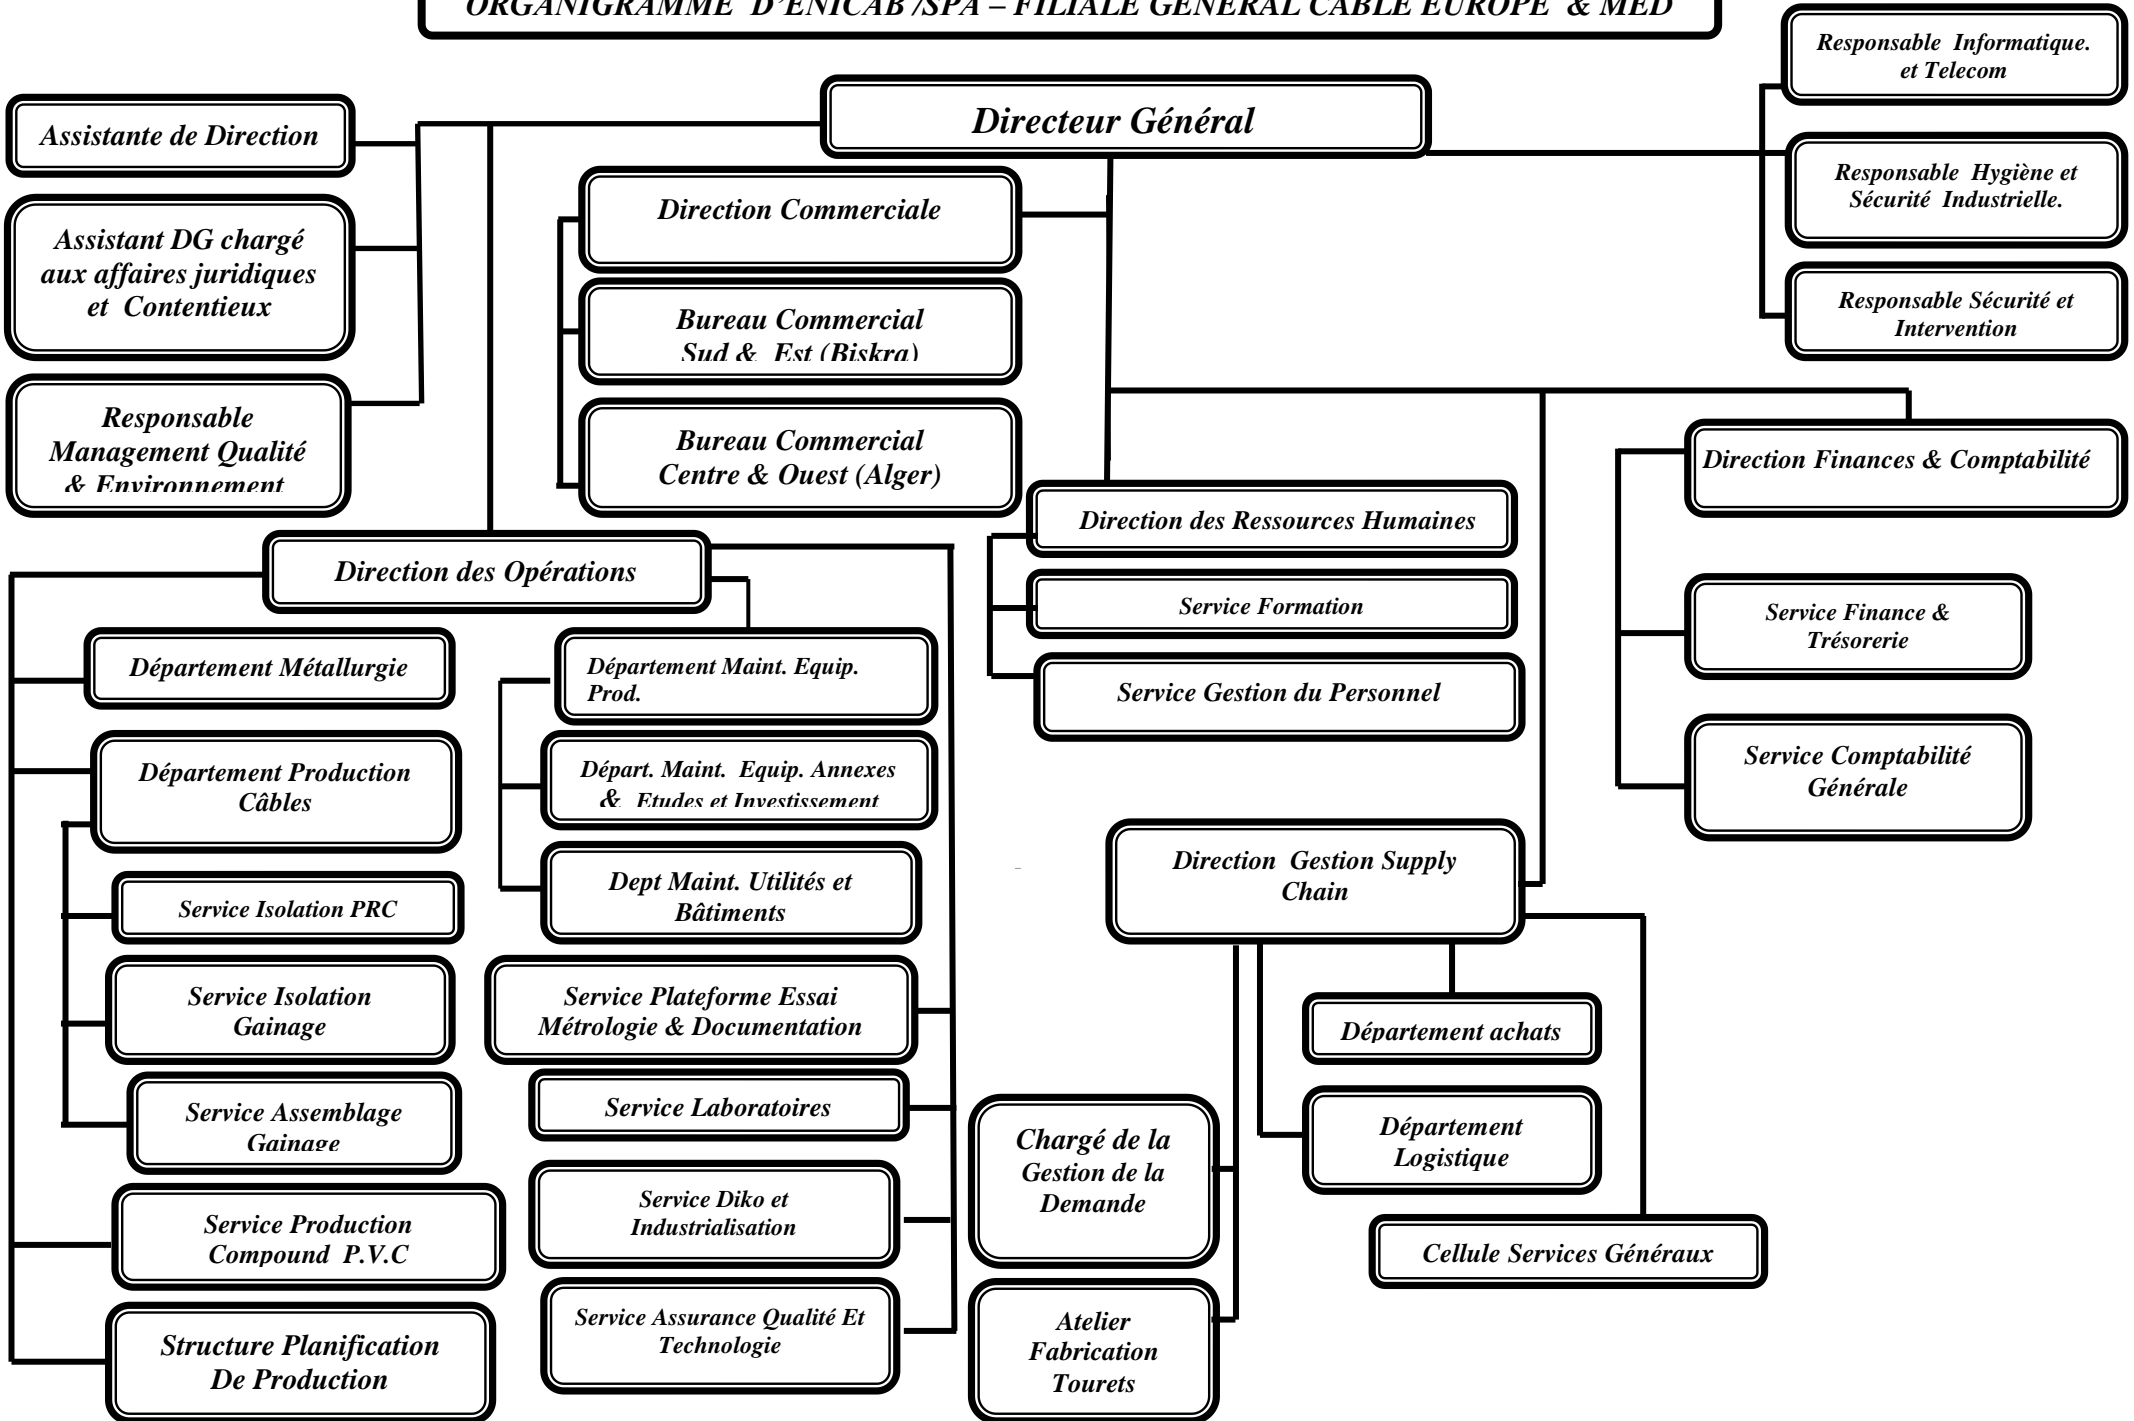 ORGANIGRAMME D'ENICAB /SPA – FILIALE GENERAL CABLE EUROPE & MED
Responsable Informatique.
et Telecom
Directeur Général
Assistante de Direction
Responsable Hygiène et
Sécurité Industrielle.
Direction Commerciale
Assistant DG chargé
aux affaires juridiques
et Contentieux
Responsable Sécurité et
Intervention
Bureau Commercial
Sud & Est (Biskra)
Responsable
Management Qualité
& Environnement
Bureau Commercial
Centre & Ouest (Alger)
Direction Finances & Comptabilité
Direction des Ressources Humaines
Direction des Opérations
Service Formation
Service Finance &
Trésorerie
Département Métallurgie
Département Maint. Equip.
Prod.
Service Gestion du Personnel
Département Production
Câbles
Départ. Maint. Equip. Annexes
& Etudes et Investissement
Service Comptabilité
Générale
Direction Gestion Supply
Chain
Dept Maint. Utilités et
Bâtiments
Service Isolation PRC
Service Isolation
Gainage
Service Plateforme Essai
Métrologie & Documentation
Département achats
Service Assemblage
Gainage
Service Laboratoires
Chargé de la
Gestion de la
Demande
Département
Logistique
Service Diko et
Industrialisation
Service Production
Compound P.V.C
Cellule Services Généraux
Service Assurance Qualité Et
Technologie
Structure Planification
De Production
Atelier
Fabrication
Tourets